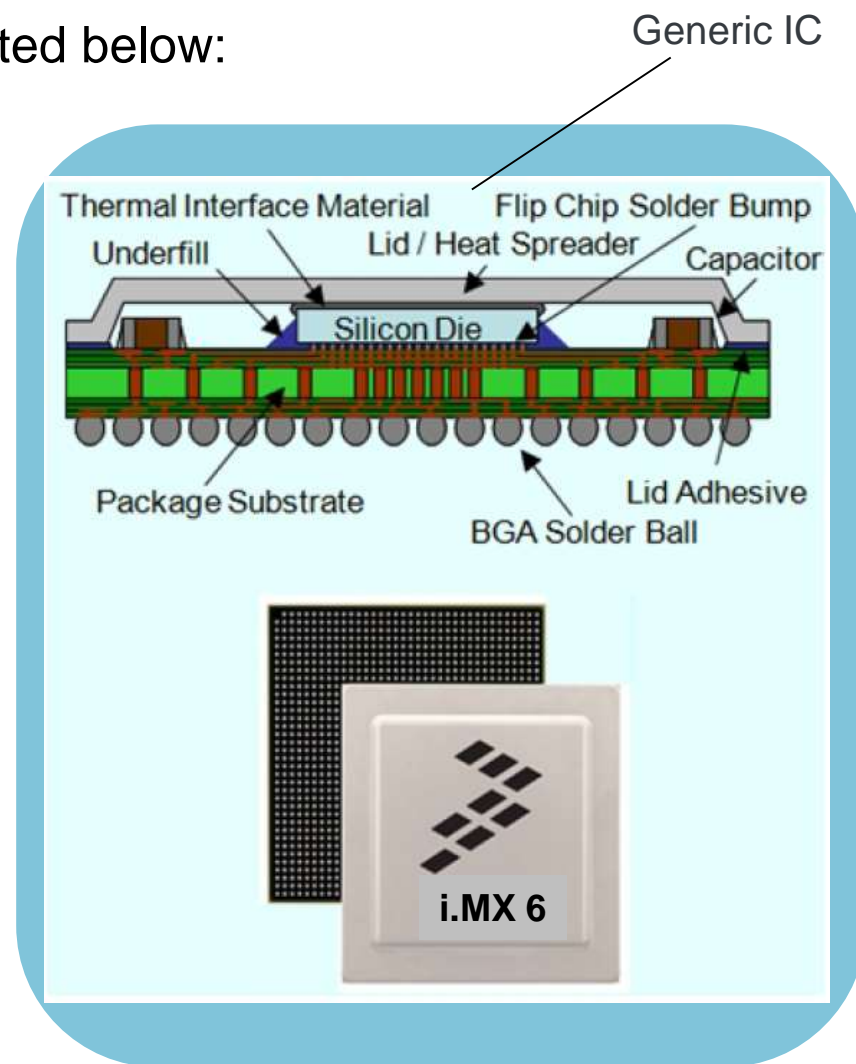 ted below:
Generic IC
Thermal Interface Material
Flip Chip Solder Bump
Underfill
Lid / Heat Spreader
Capacitor
Silicon Die
Package Substrate
Lid Adhesive
BGA Solder Ball
i.MX 6